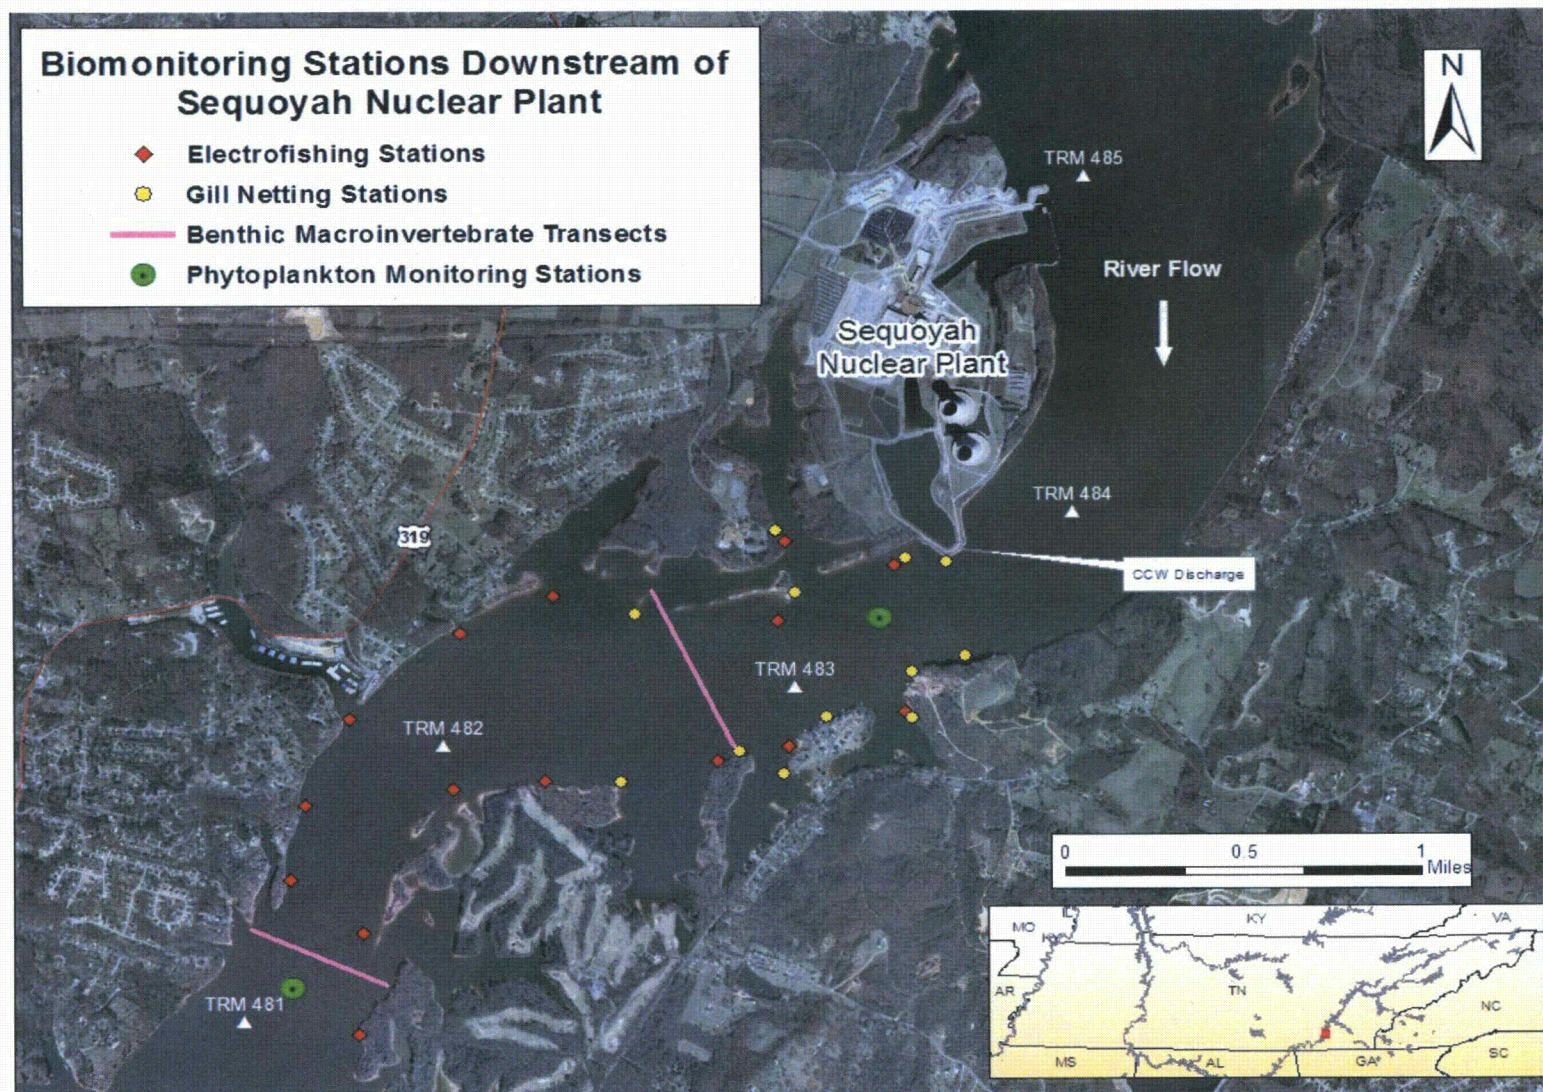 Biomonitoring Stations Downstream of
Sequoyah Nuclear Plant
Electrofishing Stations
Gill Netting Stations
Benthic Macroinvertebrate Transects
Phytoplankton Monitoring Stations
N
TRM 485
River Flow
Sequoyah
Nuclear Plant
TRM 484
319
CCW Discharge
TRM 483
TRM 482
TRM 481
0 0.5 1
Miles
MO
KY
VA
AR
TN
NC
MS
AL
GA
SC